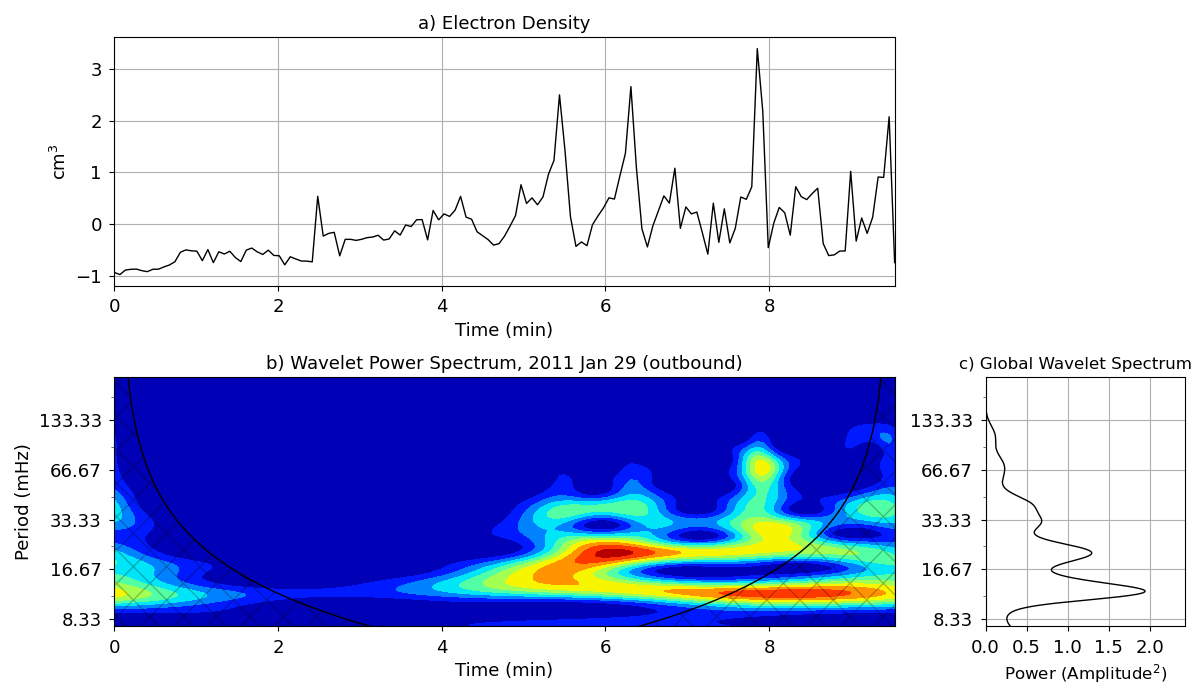 a) Electron Density
cm³
3
2
1
0
−1
0 2 4 6 8
Time (min)
b) Wavelet Power Spectrum, 2011 Jan 29 (outbound)
Period (mHz)
133.33
66.67
33.33
16.67
8.33
0 2 4 6 8
Time (min)
c) Global Wavelet Spectrum
133.33
66.67
33.33
16.67
8.33
0.0 0.5 1.0 1.5 2.0
Power (Amplitude²)